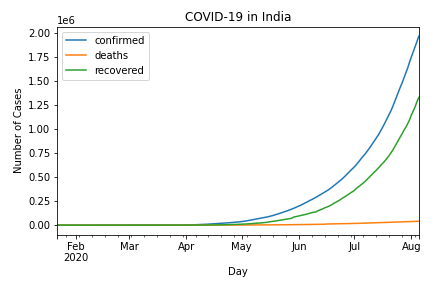 COVID-19 in India
1e6
2.00
1.75
1.50
1.25
1.00
0.75
0.50
0.25
0.00
Number of Cases
confirmed
deaths
recovered
Feb Mar Apr May Jun Jul Aug
2020
Day